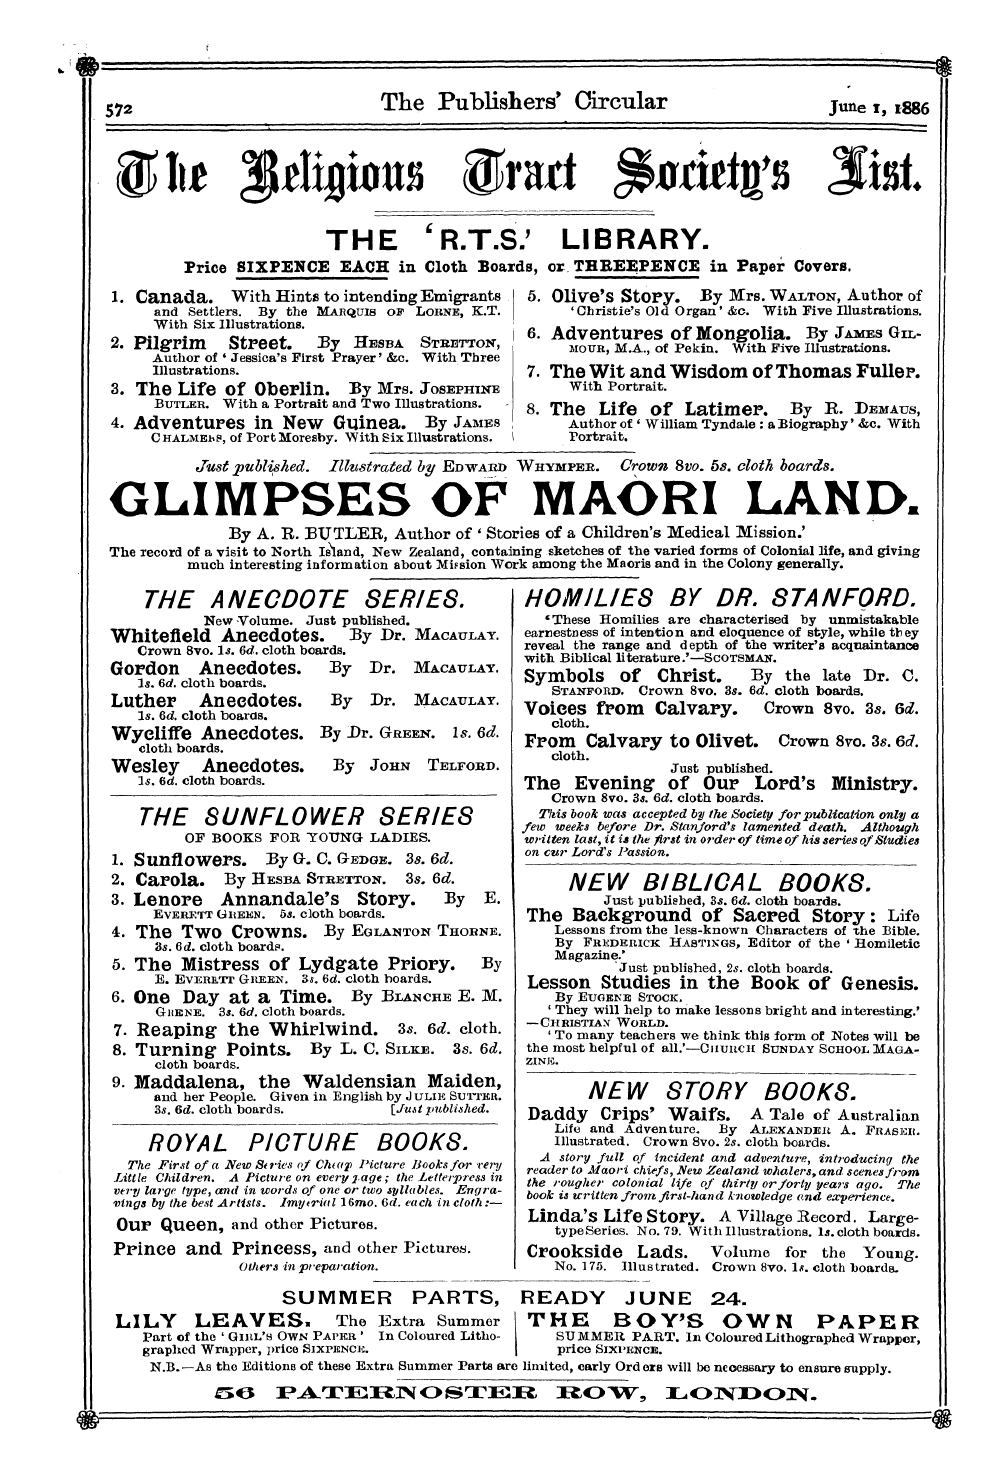 572 The Publishers' Circular June 1, 1886
The Religious Tract Society's List.
THE 'R.T.S.' LIBRARY.
Price SIXPENCE EACH in Cloth Boards, or THREEPENCE in Paper Covers.
1. Canada. With Hints to intending Emigrants
and Settlers. By the MARQUIS OF LORNE, K.T.
With Six Illustrations.
2. Pilgrim Street. By HESBA STRETTON,
Author of 'Jessica's First Prayer' &c. With Three
Illustrations.
3. The Life of Oberlin. By Mrs. JOSEPHINE
BUTLER. With a Portrait and Two Illustrations.
4. Adventures in New Guinea. By JAMES
CHALMERS, of Port Moresby. With Six Illustrations.
5. Olive's Story. By Mrs. WALTON, Author of
'Christie's Old Organ' &c. With Five Illustrations.
6. Adventures of Mongolia. By JAMES GIL-
MOUR, M.A., of Pekin. With Five Illustrations.
7. The Wit and Wisdom of Thomas Fuller.
With Portrait.
8. The Life of Latimer. By R. DEMAUS,
Author of 'William Tyndale: a Biography' &c. With
Portrait.
Just published. Illustrated by EDWARD WHYMPER. Crown 8vo. 5s. cloth boards.
GLIMPSES OF MAORI LAND.
By A. R. BUTLER, Author of 'Stories of a Children's Medical Mission.'
The record of a visit to North Island, New Zealand, containing sketches of the varied forms of Colonial life, and giving
much interesting information about Mission Work among the Maoris and in the Colony generally.
THE ANECDOTE SERIES.
New Volume. Just published.
Whitefield Anecdotes. By Dr. MACAULAY.
Crown 8vo. 1s. 6d. cloth boards.
Gordon Anecdotes. By Dr. MACAULAY.
1s. 6d. cloth boards.
Luther Anecdotes. By Dr. MACAULAY.
1s. 6d. cloth boards.
Wycliffe Anecdotes. By Dr. GREEN. 1s. 6d.
cloth boards.
Wesley Anecdotes. By JOHN TELFORD.
1s. 6d. cloth boards.
THE SUNFLOWER SERIES
OF BOOKS FOR YOUNG LADIES.
1. Sunflowers. By G. C. GEDGE. 3s. 6d.
2. Carola. By HESBA STRETTON. 3s. 6d.
3. Lenore Annandale's Story. By E.
EVERETT GREEN. 5s. cloth boards.
4. The Two Crowns. By EGLANTON THORNE.
3s. 6d. cloth boards.
5. The Mistress of Lydgate Priory. By
E. EVERETT GREEN. 3s. 6d. cloth boards.
6. One Day at a Time. By BLANCHE E. M.
GRENE. 3s. 6d. cloth boards.
7. Reaping the Whirlwind. 3s. 6d. cloth.
8. Turning Points. By L. C. SILKE. 3s. 6d.
cloth boards.
9. Maddalena, the Waldensian Maiden,
and her People. Given in English by JULIE SUTTER.
3s. 6d. cloth boards. [Just published.
ROYAL PICTURE BOOKS.
The First of a New Series of Cheap Picture Books for very
Little Children. A Picture on every page; the Letterpress in
very large type, and in words of one or two syllables. Engra-
vings by the best Artists. Imperial 16mo. 6d. each in cloth:—
Our Queen, and other Pictures.
Prince and Princess, and other Pictures.
Others in preparation.
HOMILIES BY DR. STANFORD.
'These Homilies are characterised by unmistakable
earnestness of intention and eloquence of style, while they
reveal the range and depth of the writer's acquaintance
with Biblical literature.'—SCOTSMAN.
Symbols of Christ. By the late Dr. C.
STANFORD. Crown 8vo. 3s. 6d. cloth boards.
Voices from Calvary. Crown 8vo. 3s. 6d.
cloth.
From Calvary to Olivet. Crown 8vo. 3s. 6d.
cloth.
Just published.
The Evening of Our Lord's Ministry.
Crown 8vo. 3s. 6d. cloth boards.
This book was accepted by the Society for publication only a
few weeks before Dr. Stanford's lamented death. Although
written last, it is the first in order of time of his series of Studies
on our Lord's Passion.
NEW BIBLICAL BOOKS.
Just published, 3s. 6d. cloth boards.
The Background of Sacred Story: Life
Lessons from the less-known Characters of the Bible.
By FREDERICK HASTINGS, Editor of the 'Homiletic
Magazine.'
Just published, 2s. cloth boards.
Lesson Studies in the Book of Genesis.
By EUGENE STOCK.
'They will help to make lessons bright and interesting.'
—CHRISTIAN WORLD.
'To many teachers we think this form of Notes will be
the most helpful of all.'—CHURCH SUNDAY SCHOOL MAGA-
ZINE.
NEW STORY BOOKS.
Daddy Crips' Waifs. A Tale of Australian
Life and Adventure. By ALEXANDER A. FRASER.
Illustrated. Crown 8vo. 2s. cloth boards.
A story full of incident and adventure, introducing the
reader to Maori chiefs, New Zealand whalers, and scenes from
the rougher colonial life of thirty or forty years ago. The
book is written from first-hand knowledge and experience.
Linda's Life Story. A Village Record. Large-
type Series. No. 79. With Illustrations. 1s. cloth boards.
Crookside Lads. Volume for the Young.
No. 175. Illustrated. Crown 8vo. 1s. cloth boards.
SUMMER PARTS, READY JUNE 24.
LILY LEAVES. The Extra Summer
Part of the 'GIRL'S OWN PAPER' In Coloured Litho-
graphed Wrapper, price SIXPENCE.
THE BOY'S OWN PAPER
SUMMER PART. In Coloured Lithographed Wrapper,
price SIXPENCE.
N.B.—As the Editions of these Extra Summer Parts are limited, early Orders will be necessary to ensure supply.
56 PATERNOSTER ROW, LONDON.